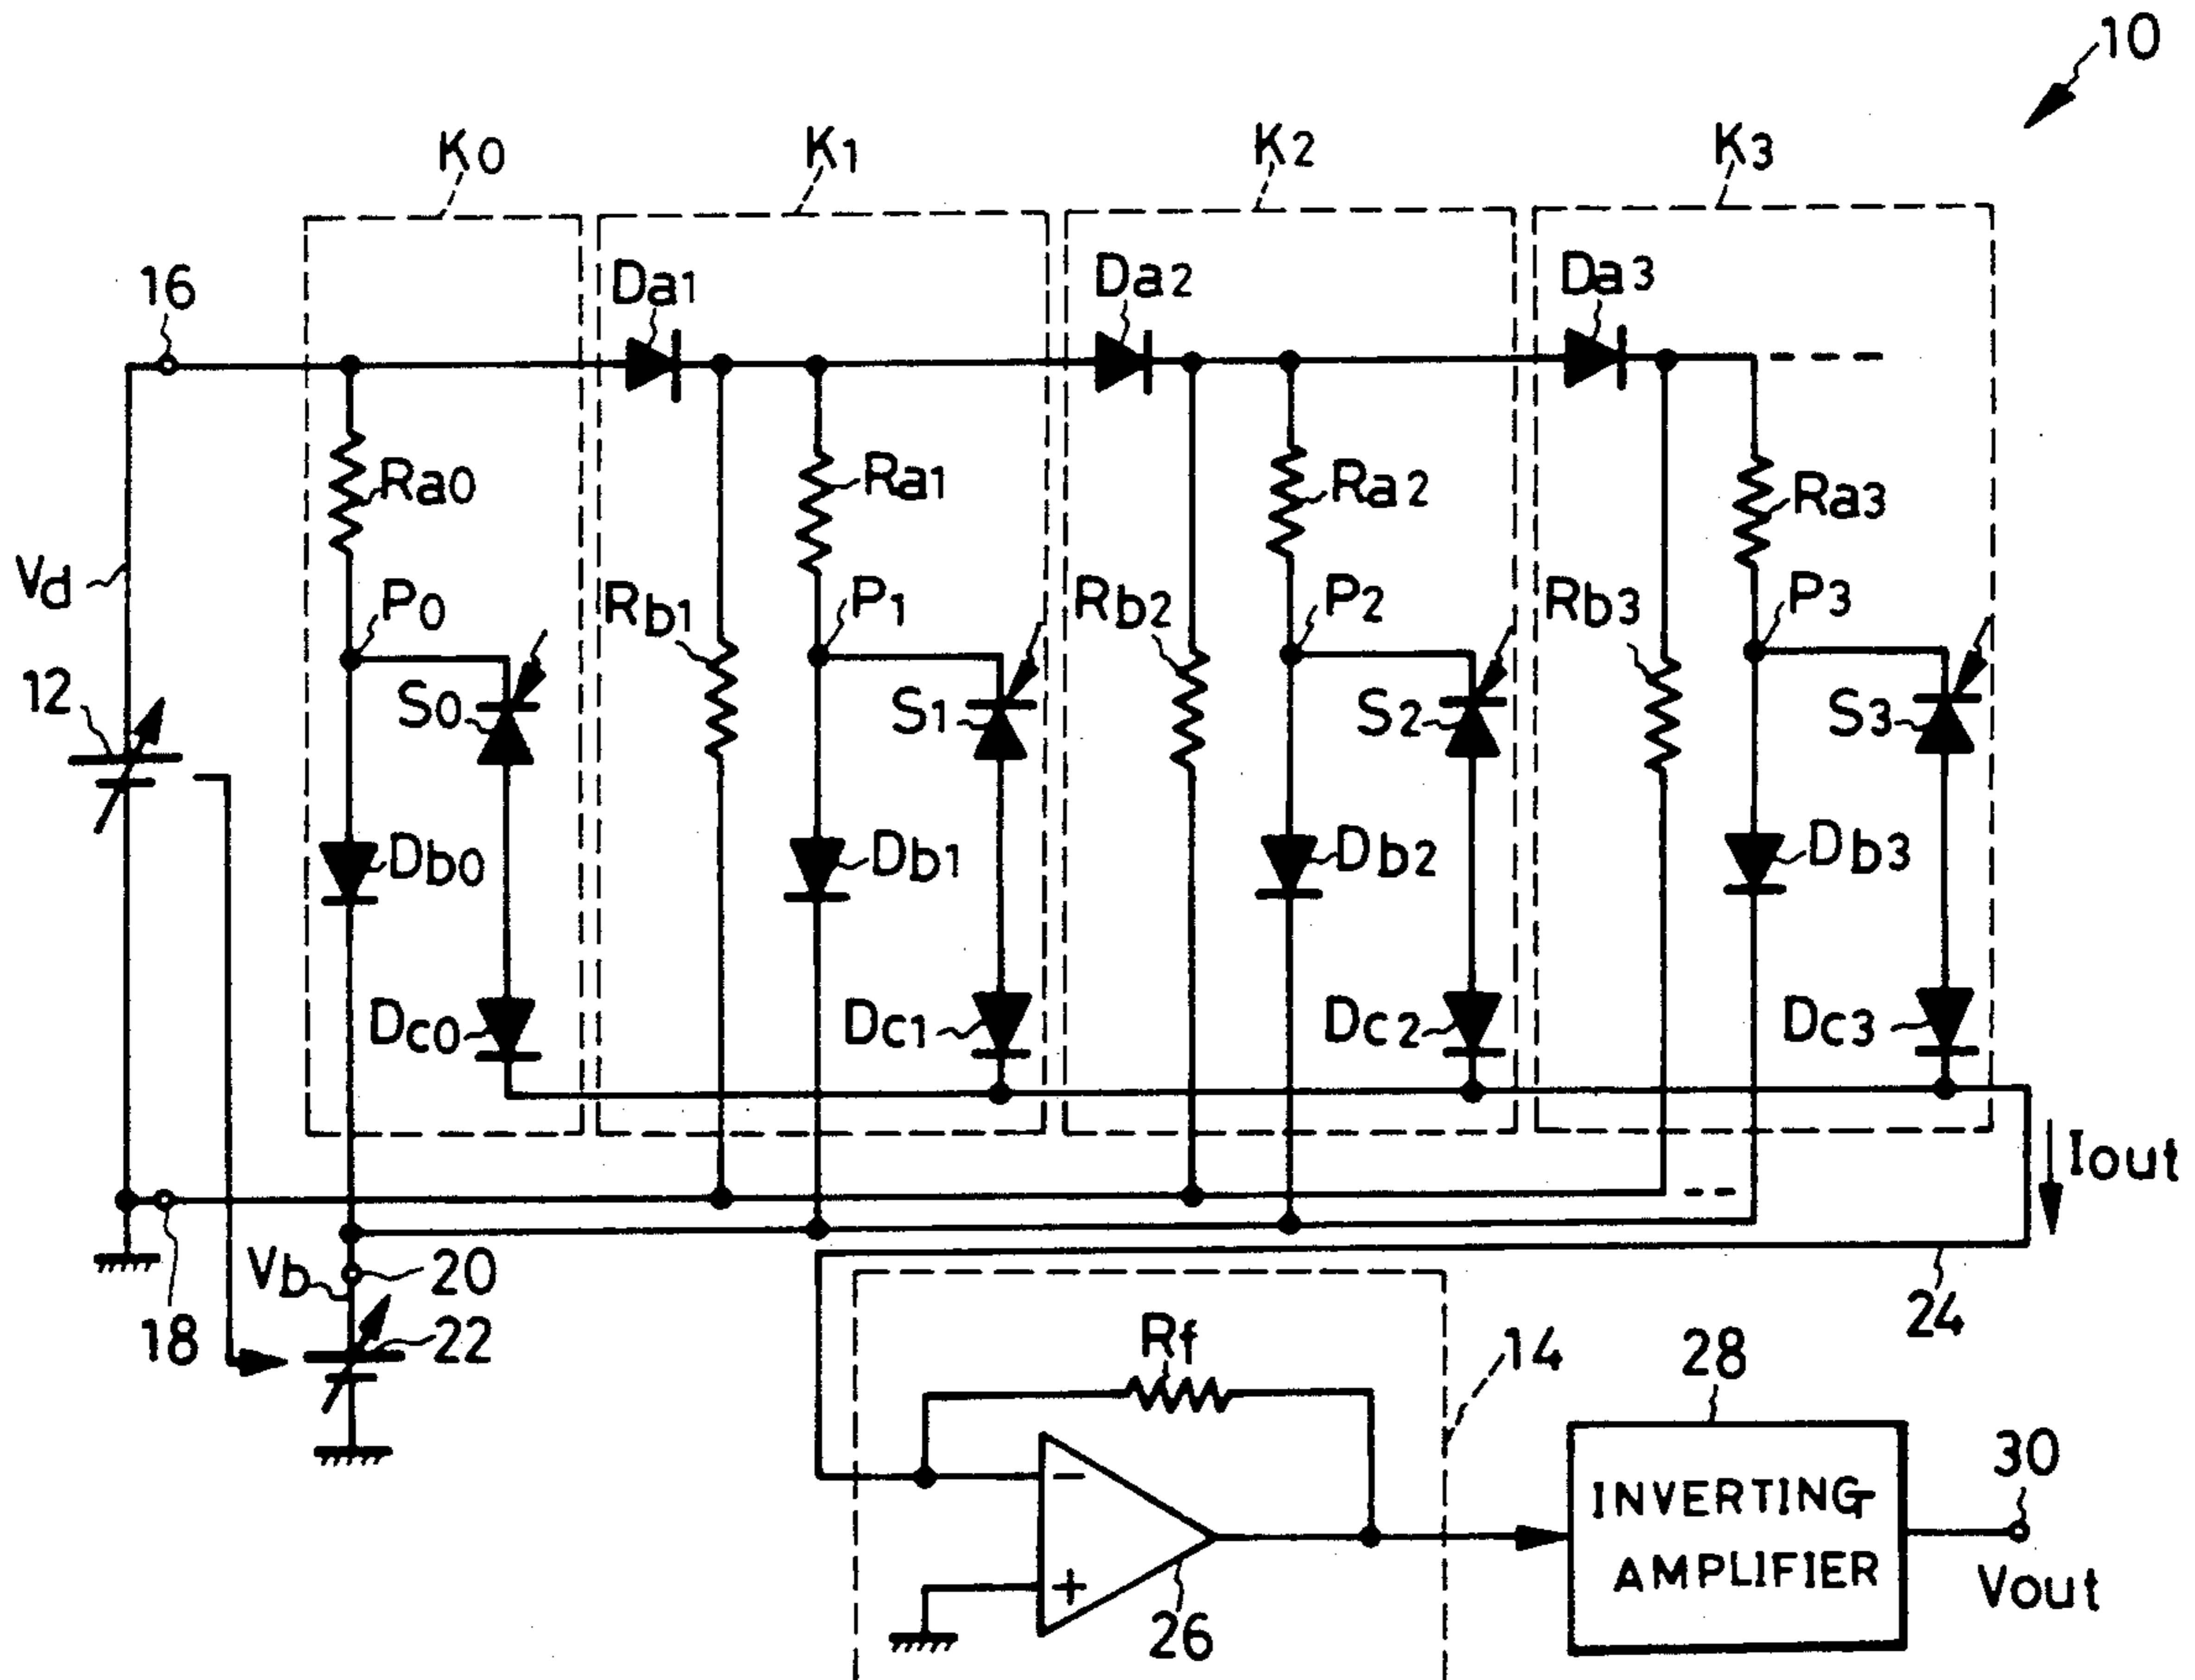 10
K0 K1 K2 K3
16 Da1 Da2 Da3
Ra0 Ra1 Ra2 Ra3
Vd P0 Rb1 P1 Rb2 P2 Rb3 P3
12 S0 S1 S2 S3
Db0 Db1 Db2 Db3
Dc0 Dc1 Dc2 Dc3
Iout
18 Vb 20 22 24
Rf 14 28
- INVERTING 30
+ AMPLIFIER Vout
26